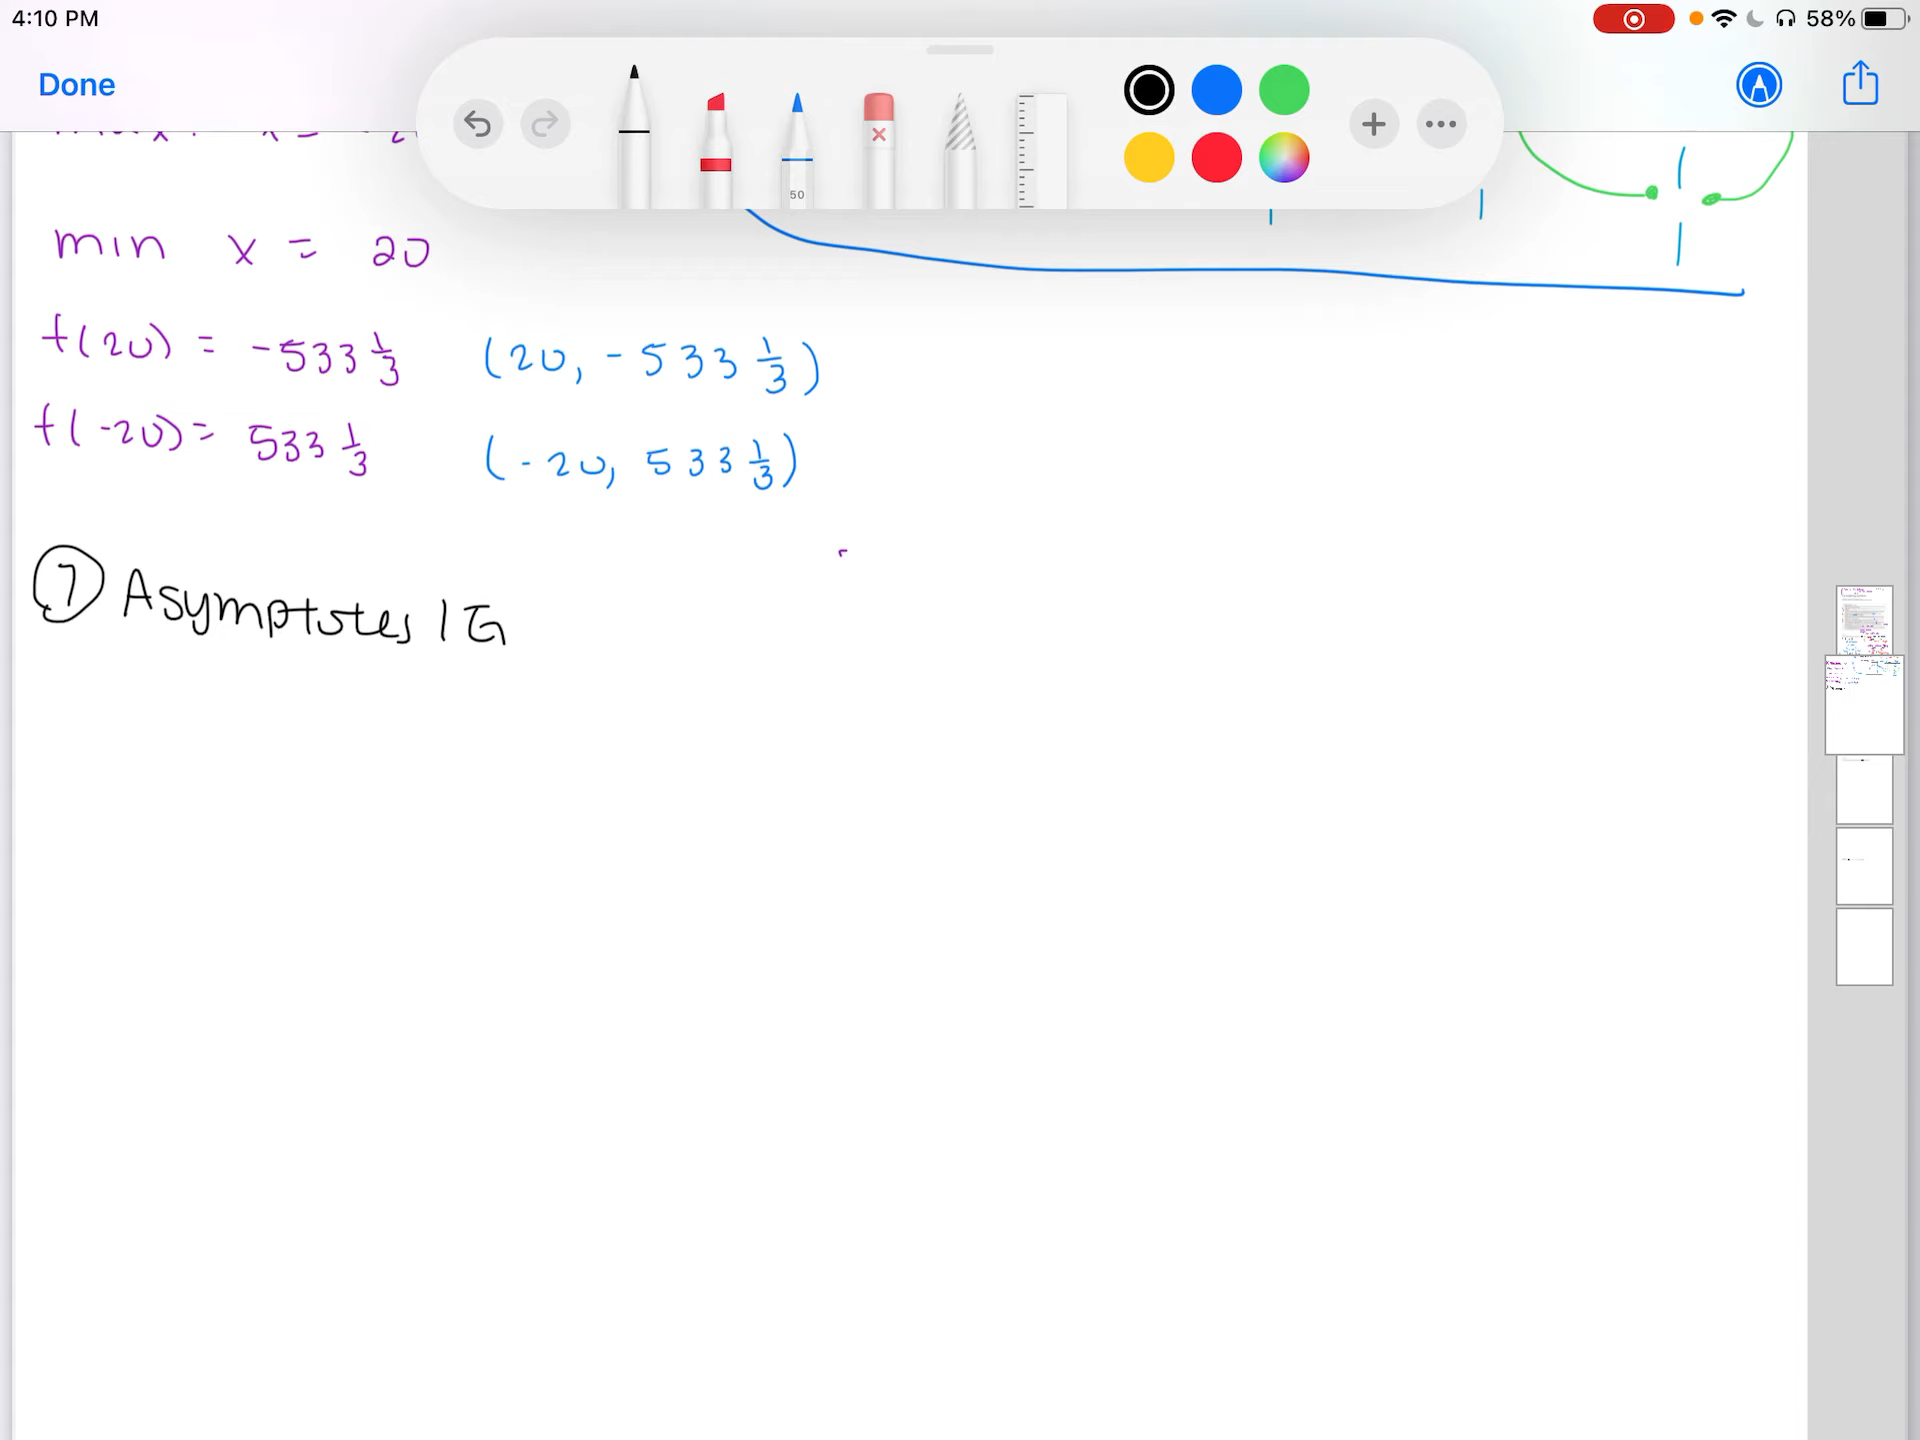 4:10 PM
58%
Done
50
min x = 20
f(20) = -533 1/3 (20, -533 1/3)
f(-20) = 533 1/3 (-20, 533 1/3)
⑦ Asymptotes